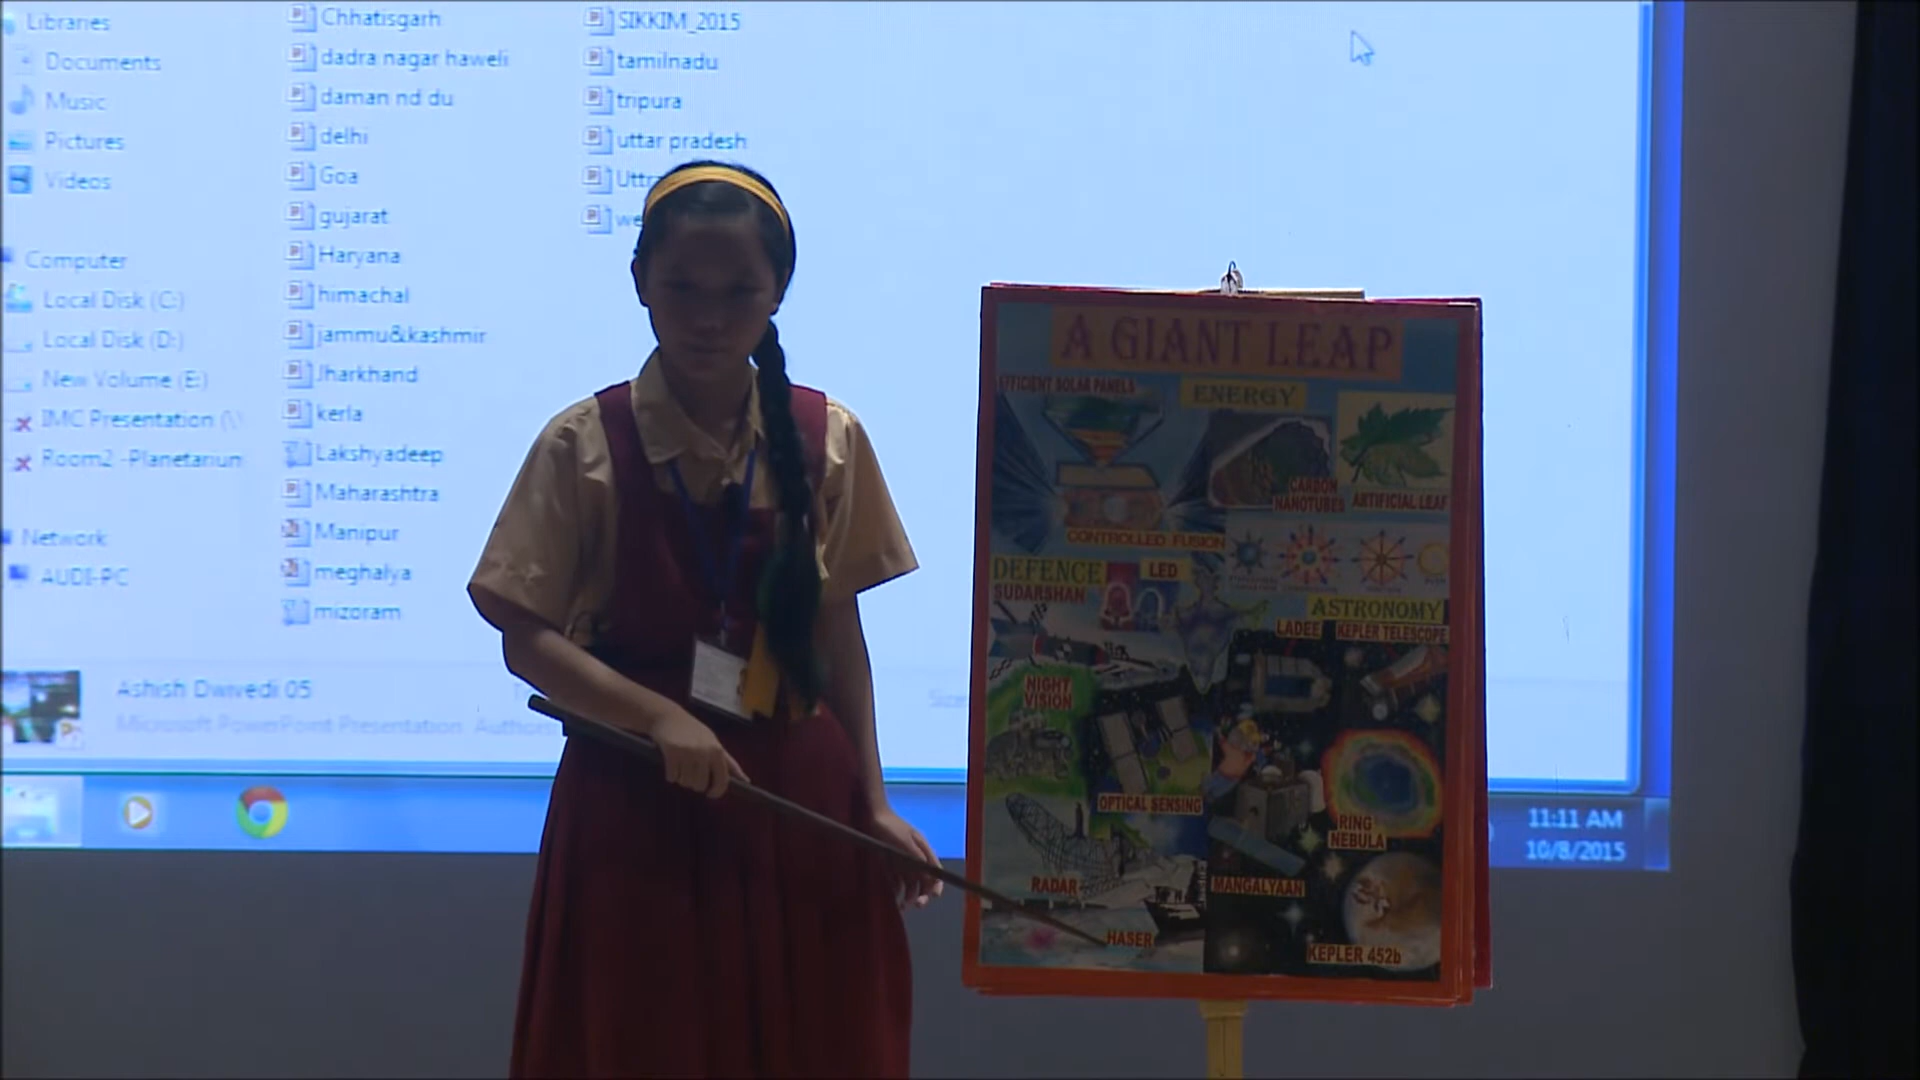 Libraries
Documents
Music
Pictures
Videos
Computer
Local Disk (C:)
Local Disk (D:)
New Volume (E:)
IMC Presentation (\\
Room2 -Planetarium
Network
AUDI-PC
Chhatisgarh
dadra nagar haweli
daman nd du
delhi
Goa
gujarat
Haryana
himachal
jammu&kashmir
Jharkhand
kerla
Lakshyadeep
Maharashtra
Manipur
meghalya
mizoram
SIKKIM_2015
tamilnadu
tripura
uttar pradesh
Uttra
we
Ashish Dwivedi 05
Microsoft PowerPoint Presentation
Authors:
Size
11:11 AM
10/8/2015
A GIANT LEAP
EFFICIENT SOLAR PANELS
ENERGY
CARBON
NANOTUBES
ARTIFICIAL LEAF
CONTROLLED FUSION
DEFENCE
LED
SUDARSHAN
ASTRONOMY
LADEE
KEPLER TELESCOPE
NIGHT
VISION
OPTICAL SENSING
RING
NEBULA
RADAR
MANGALYAAN
HASER
KEPLER 452b